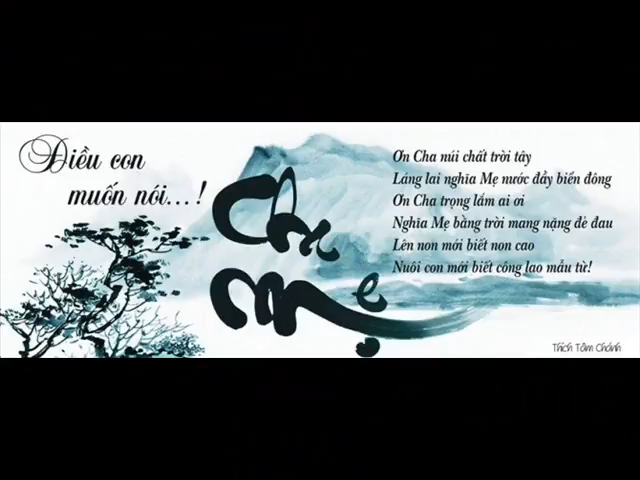 Điều con
muốn nói...!
Cha
Mẹ
Ơn Cha núi chất trời tây
Láng lai nghĩa Mẹ nước đầy biển đông
Ơn Cha trọng lắm ai ơi
Nghĩa Mẹ bằng trời mang nặng đẻ đau
Lên non mới biết non cao
Nuôi con mới biết công lao mẫu từ!
Thích Tâm Chánh